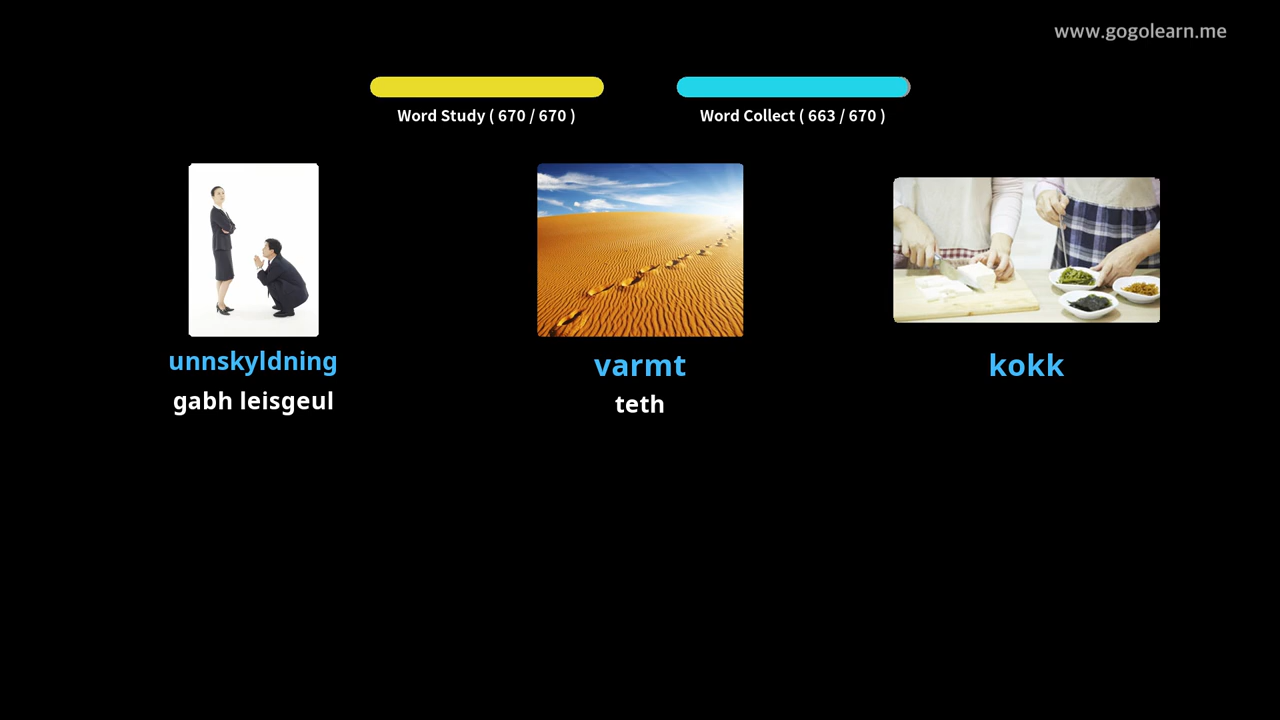 www.gogolearn.me
Word Study ( 670 / 670 )
Word Collect ( 663 / 670 )
unnskyldning
gabh leisgeul
varmt
teth
kokk